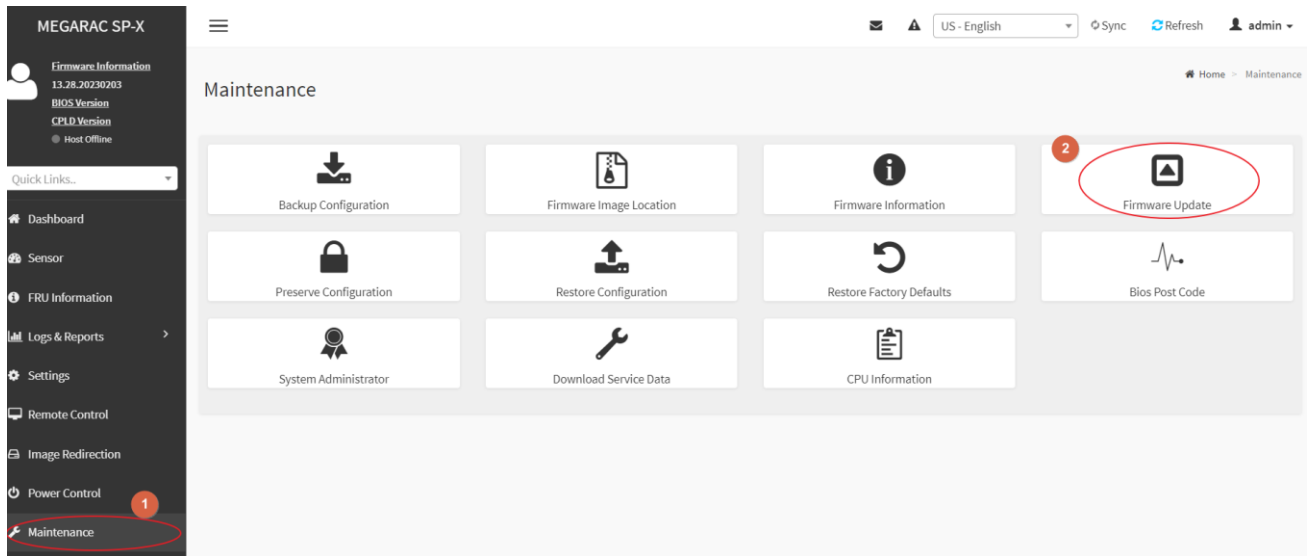 MEGARAC SP-X
US - English
Sync
Refresh
admin
Firmware Information
13.28.20230203
BIOS Version
CPLD Version
Host Offline
Quick Links..
Dashboard
Sensor
FRU Information
Logs & Reports
Settings
Remote Control
Image Redirection
Power Control
1
Maintenance
Maintenance
Home > Maintenance
2
Backup Configuration
Firmware Image Location
Firmware Information
Firmware Update
Preserve Configuration
Restore Configuration
Restore Factory Defaults
Bios Post Code
System Administrator
Download Service Data
CPU Information